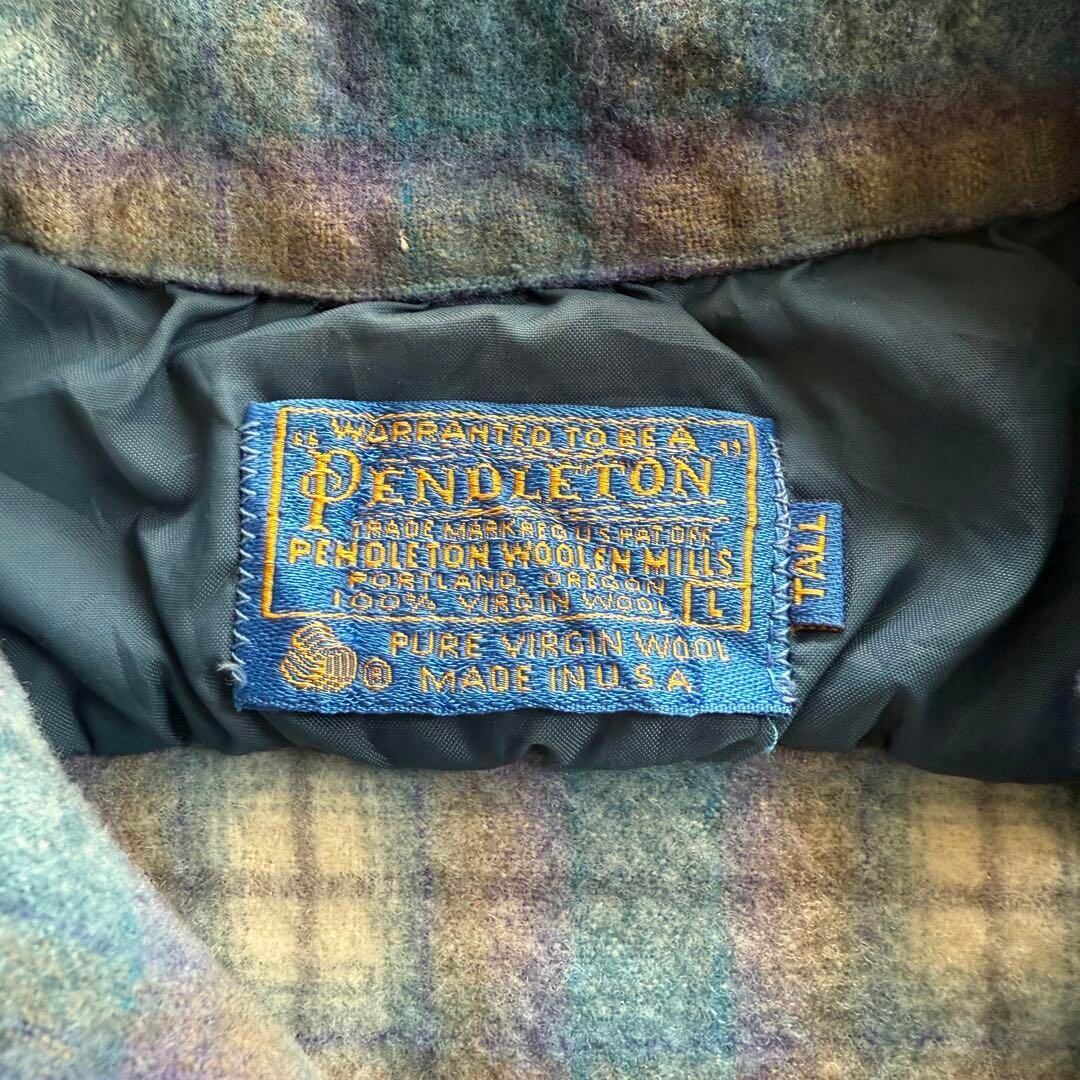 WARRANTED TO BE A
"PENDLETON"
TRADE MARK REG U S PAT OFF.
PENDLETON WOOLEN MILLS
PORTLAND, OREGON
100% VIRGIN WOOL L
TALL
PURE VIRGIN WOOL
® MADE IN U S A